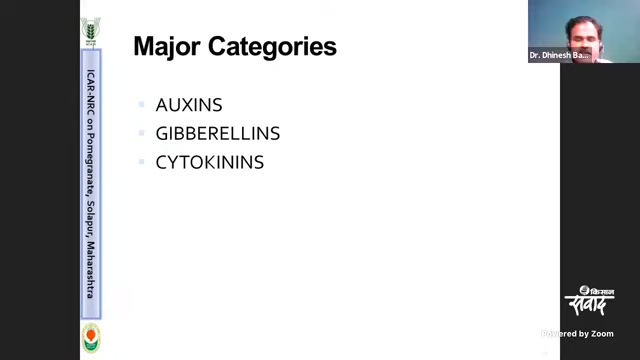 Major Categories
AUXINS
GIBBERELLINS
CYTOKININS
ICAR-NRC on Pomegranate, Solapur, Maharashtra
Dr. Dhinesh Ba...
किसान
संवाद
Powered by Zoom